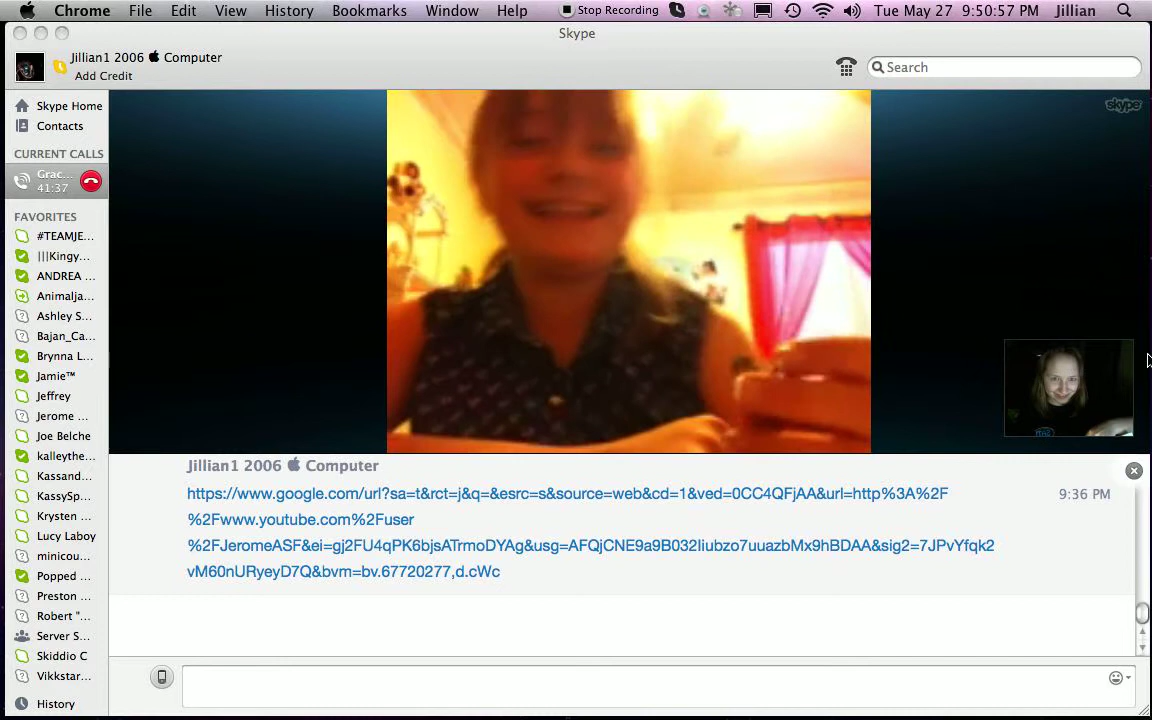 Chrome File Edit View History Bookmarks Window Help Stop Recording Tue May 27 9:50:57 PM Jillian
Skype
Jillian1 2006 Computer
Add Credit
Search
Skype Home
Contacts
CURRENT CALLS
Grac...
41:37
FAVORITES
#TEAMJE...
|||Kingy...
ANDREA ...
Animalja...
Ashley S...
Bajan_Ca...
Brynna L...
Jamie™
Jeffrey
Jerome ...
Joe Belche
kalleythe...
Kassand...
KassySp...
Krysten ...
Lucy Laboy
minicou...
Popped ...
Preston ...
Robert "...
Server S...
Skiddio C
Vikkstar...
History
skype
Jillian1 2006 Computer
https://www.google.com/url?sa=t&rct=j&q=&esrc=s&source=web&cd=1&ved=0CC4QFjAA&url=http%3A%2F 9:36 PM
%2Fwww.youtube.com%2Fuser
%2FJeromeASF&ei=gj2FU4qPK6bjsATrmoDYAg&usg=AFQjCNE9a9B032Iiubzo7uuazbMx9hBDAA&sig2=7JPvYfqk2
vM60nURyeyD7Q&bvm=bv.67720277,d.cWc